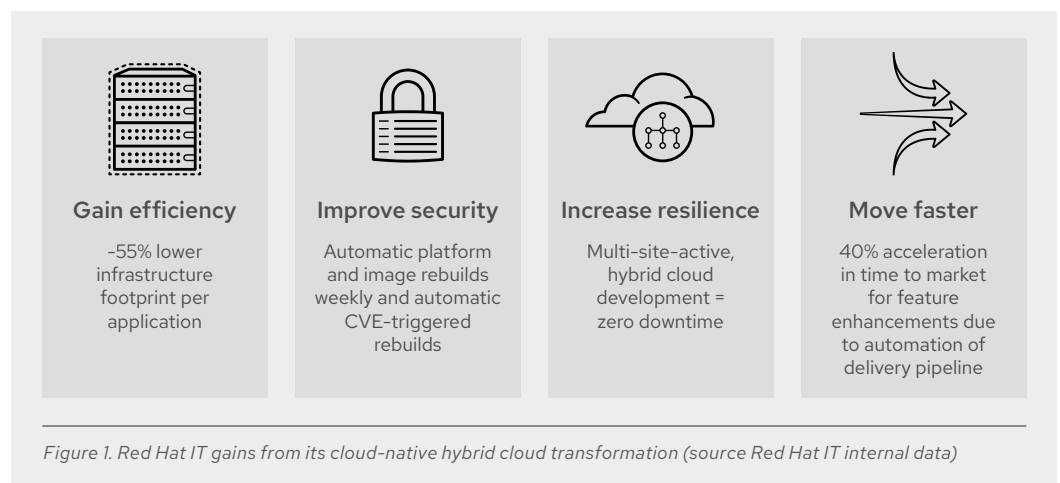 Gain efficiency
-55% lower
infrastructure
footprint per
application
Improve security
Automatic platform
and image rebuilds
weekly and automatic
CVE-triggered
rebuilds
Increase resilience
Multi-site-active,
hybrid cloud
development =
zero downtime
Move faster
40% acceleration
in time to market
for feature
enhancements due
to automation of
delivery pipeline
Figure 1. Red Hat IT gains from its cloud-native hybrid cloud transformation (source Red Hat IT internal data)